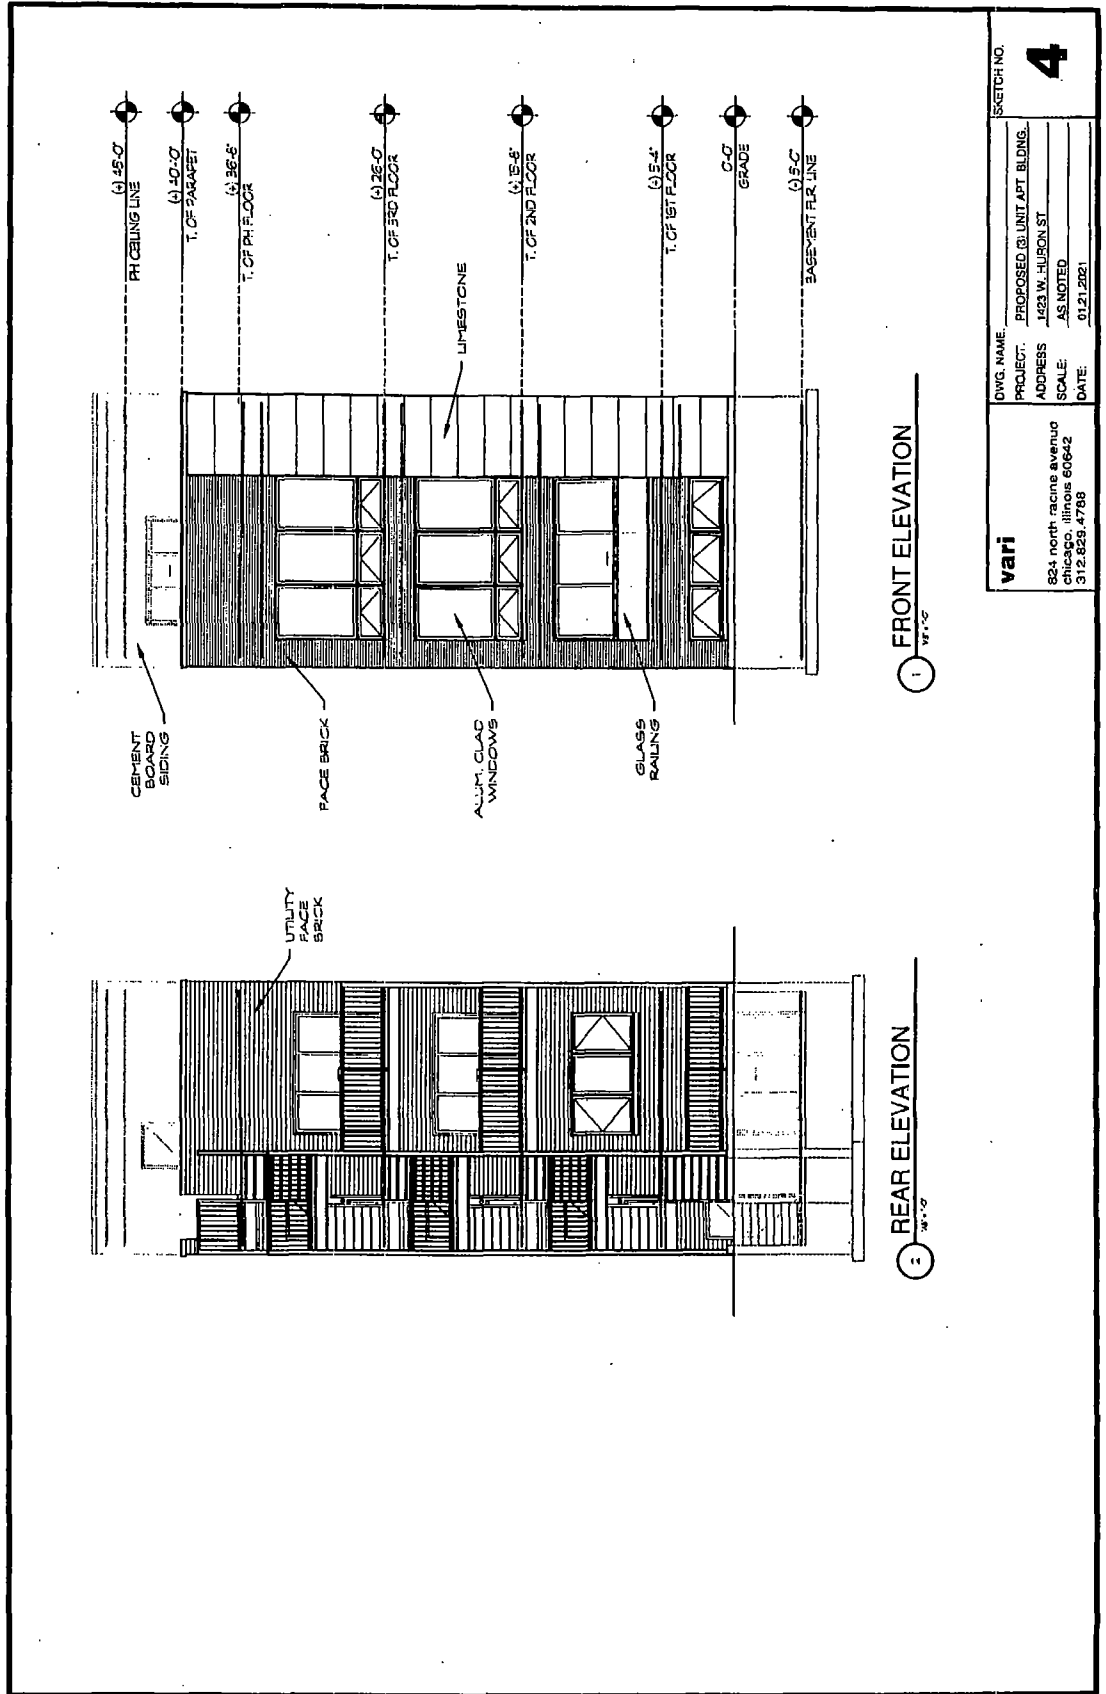 (+) 45'-0"
PH CEILING LINE
(+) 40'-0"
T. OF PARAPET
(+) 36'-8"
T. OF PH FLOOR
(+) 26'-0"
T. OF 3RD FLOOR
(+) 15'-8"
T. OF 2ND FLOOR
(+) 5'-4"
T. OF 1ST FLOOR
0'-0"
GRADE
(-) 5'-0"
BASEMENT FLR LINE
LIMESTONE
CEMENT
BOARD
SIDING
FACE BRICK
ALUM. CLAD
WINDOWS
GLASS
RAILING
1 FRONT ELEVATION
UTILITY
FACE
BRICK
2 REAR ELEVATION
vari
824 north racine avenue
chicago, illinois 60642
312.829.4788
DWG. NAME:
PROJECT: PROPOSED (3) UNIT APT BLDNG.
ADDRESS 1423 W. HURON ST
SCALE: AS NOTED
DATE: 01.21.2021
SKETCH NO.
4